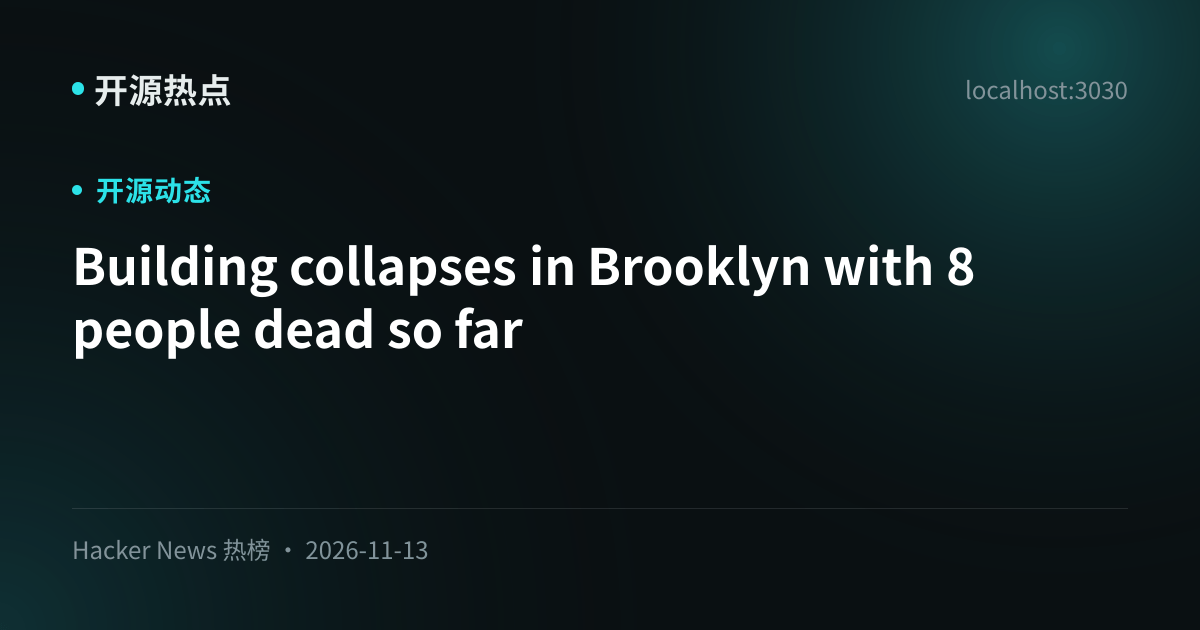 开源热点
localhost:3030
开源动态
Building collapses in Brooklyn with 8
people dead so far
Hacker News 热榜 · 2026-11-13